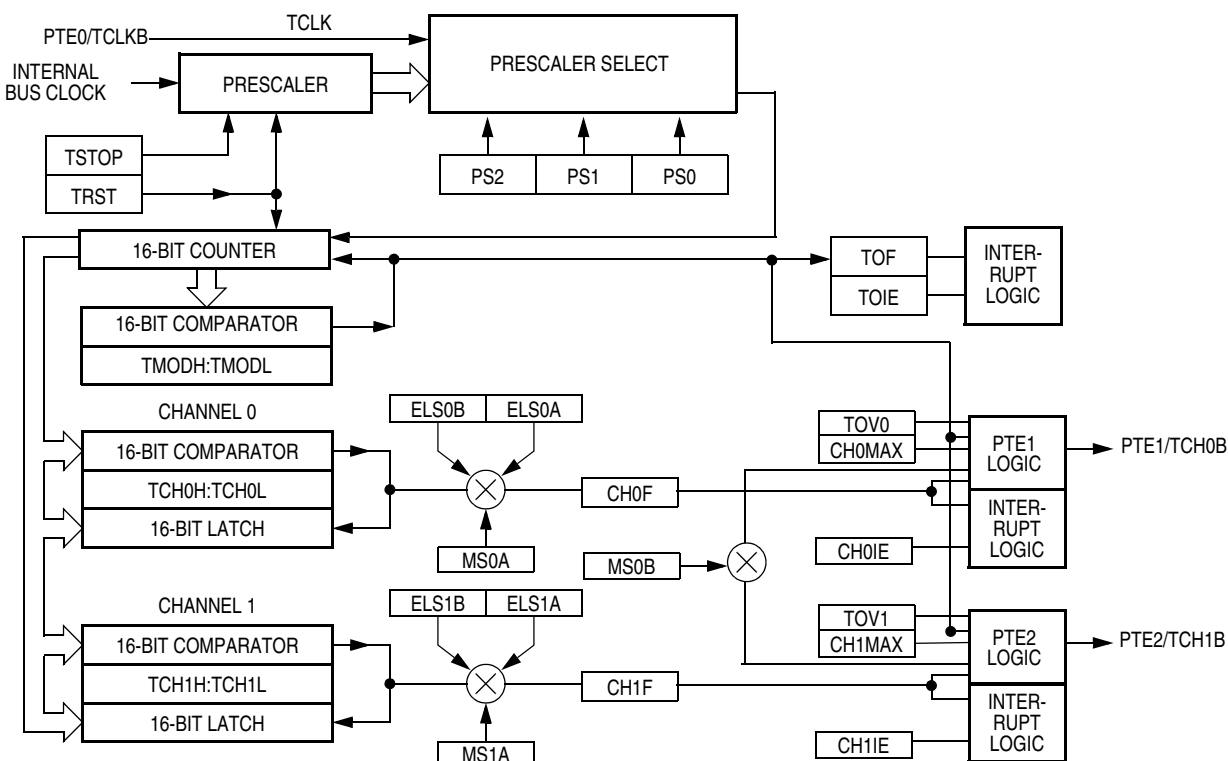 TCLK
PTE0/TCLKB
INTERNAL
BUS CLOCK
PRESCALER
PRESCALER SELECT
TSTOP
TRST
PS2
PS1
PS0
16-BIT COUNTER
TOF
TOIE
INTER-
RUPT
LOGIC
16-BIT COMPARATOR
TMODH:TMODL
CHANNEL 0
16-BIT COMPARATOR
TCH0H:TCH0L
16-BIT LATCH
ELS0B
ELS0A
MS0A
CH0F
MS0B
TOV0
CH0MAX
CH0IE
PTE1
LOGIC
INTER-
RUPT
LOGIC
PTE1/TCH0B
CHANNEL 1
16-BIT COMPARATOR
TCH1H:TCH1L
16-BIT LATCH
ELS1B
ELS1A
MS1A
CH1F
TOV1
CH1MAX
CH1IE
PTE2
LOGIC
INTER-
RUPT
LOGIC
PTE2/TCH1B